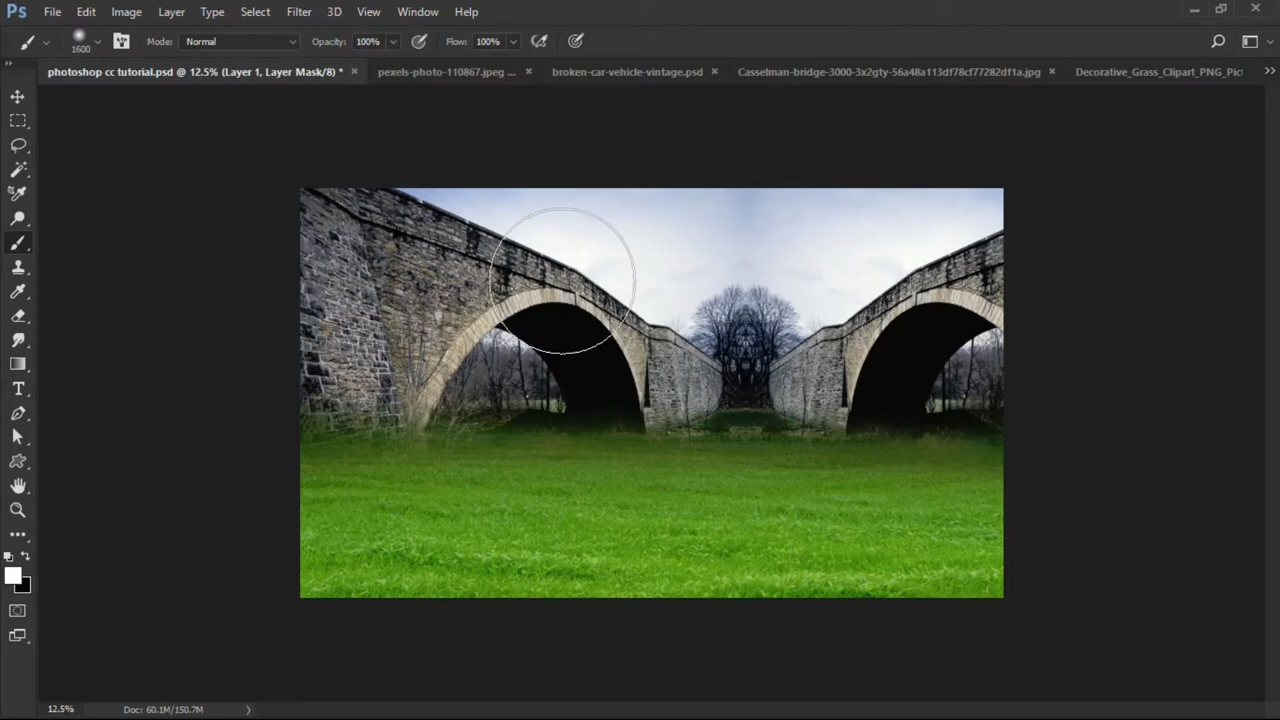 Ps File Edit Image Layer Type Select Filter 3D View Window Help
1600 Mode: Normal Opacity: 100% Flow: 100%
photoshop cc tutorial.psd @ 12.5% (Layer 1, Layer Mask/8) * pexels-photo-110867.jpeg ... broken-car-vehicle-vintage.psd Casselman-bridge-3000-3x2gty-56a48a113df78cf77282df1a.jpg Decorative_Grass_Clipart_PNG_Pict
T
12.5% Doc: 60.1M/150.7M